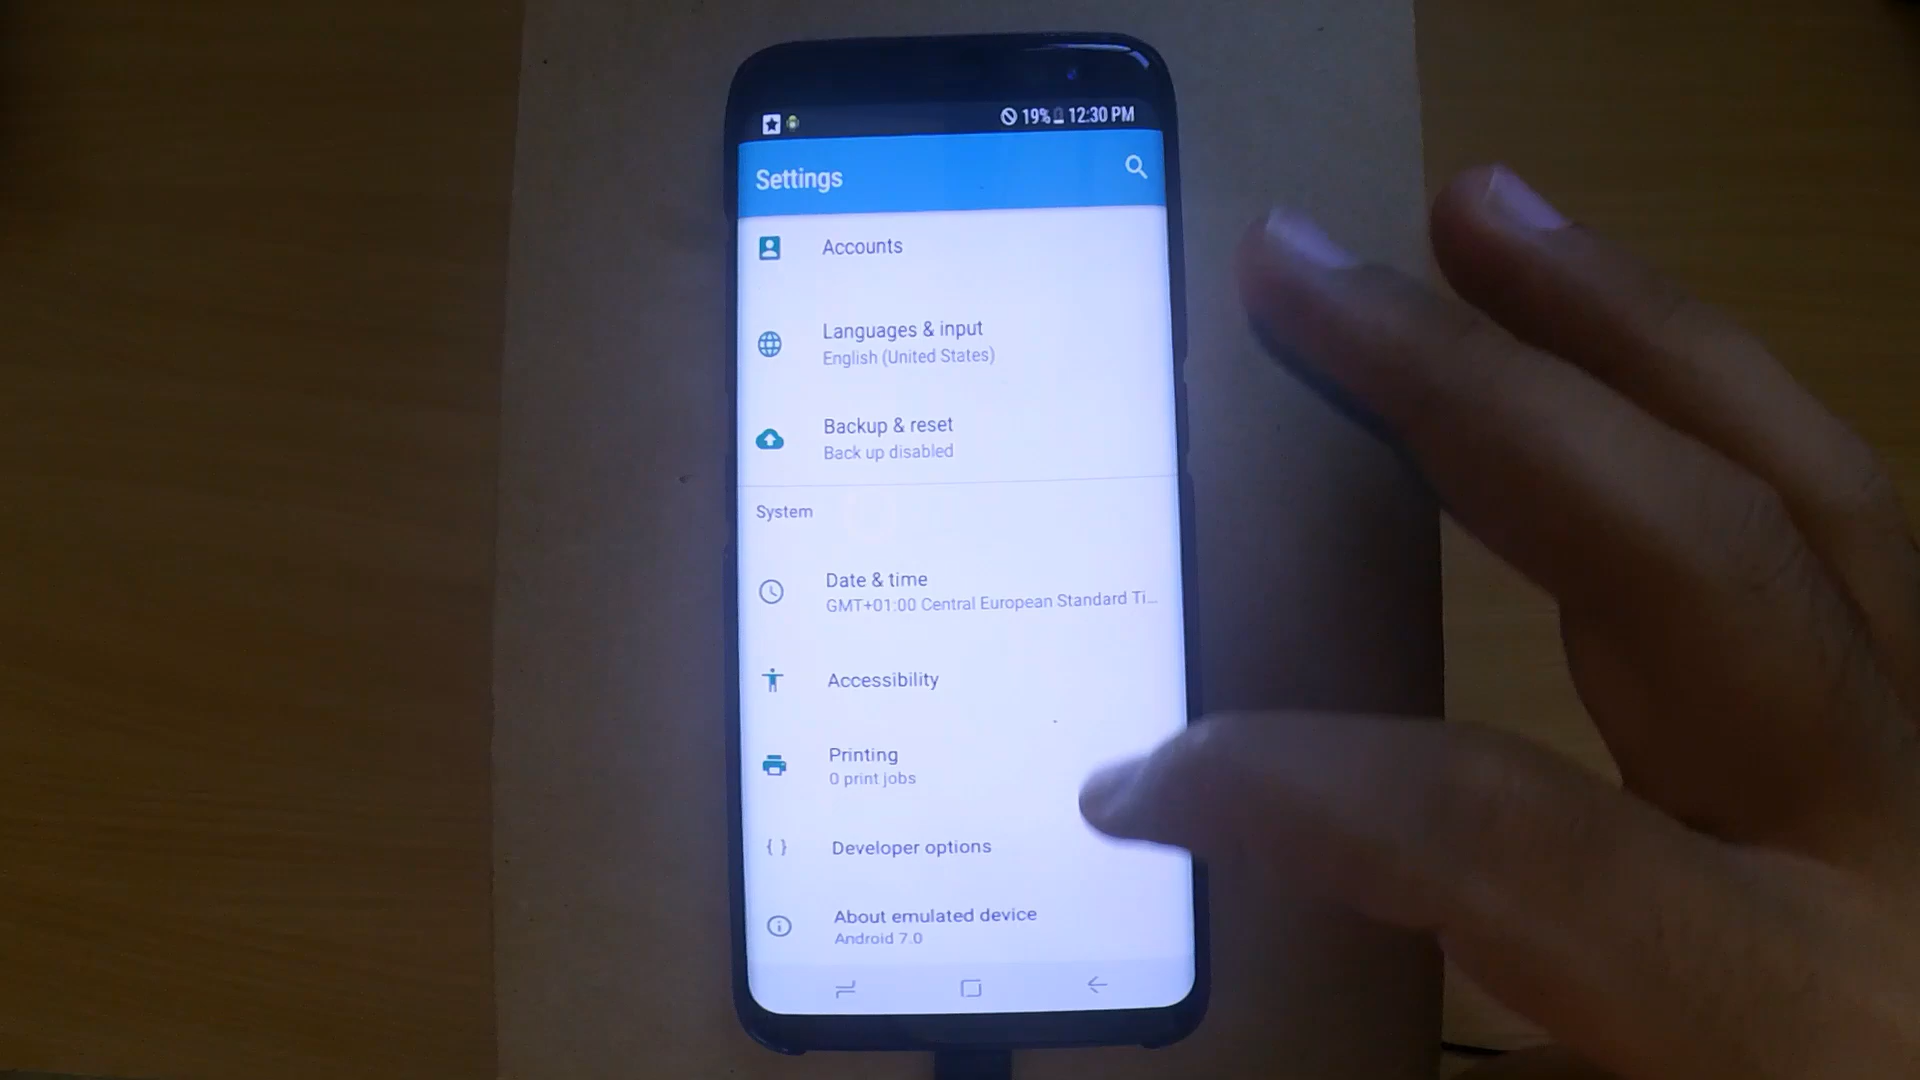 19% 12:30 PM
Settings
Accounts
Languages & input
English (United States)
Backup & reset
Back up disabled
System
Date & time
GMT+01:00 Central European Standard Ti...
Accessibility
Printing
0 print jobs
{ } Developer options
About emulated device
Android 7.0